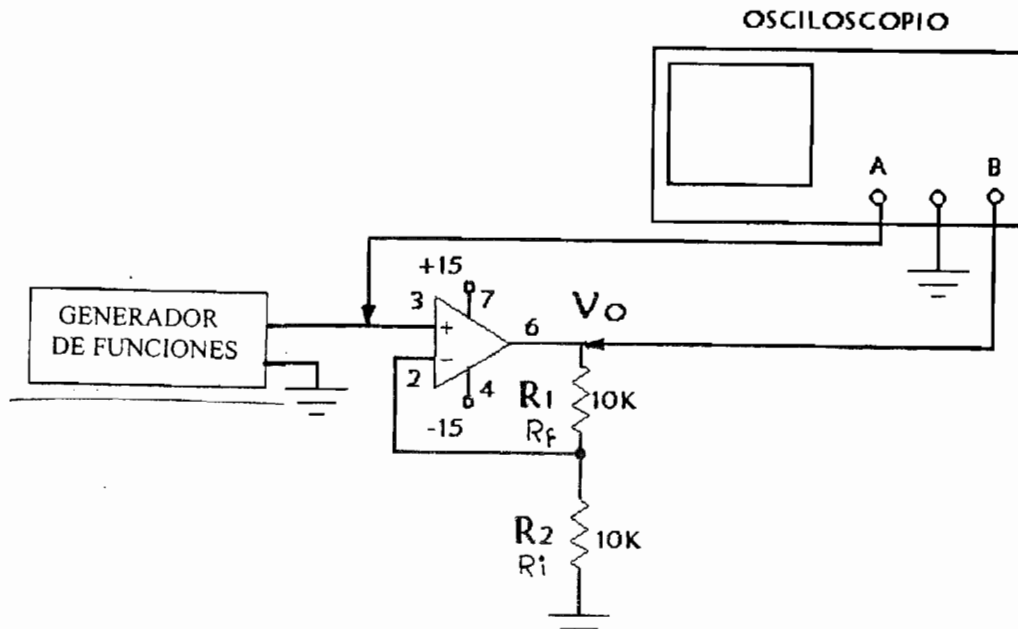 OSCILOSCOPIO
A B
GENERADOR
DE FUNCIONES
+15
3
7
+
6
VO
−
2
4
-15
R1 10K
Rf
R2 10K
Ri